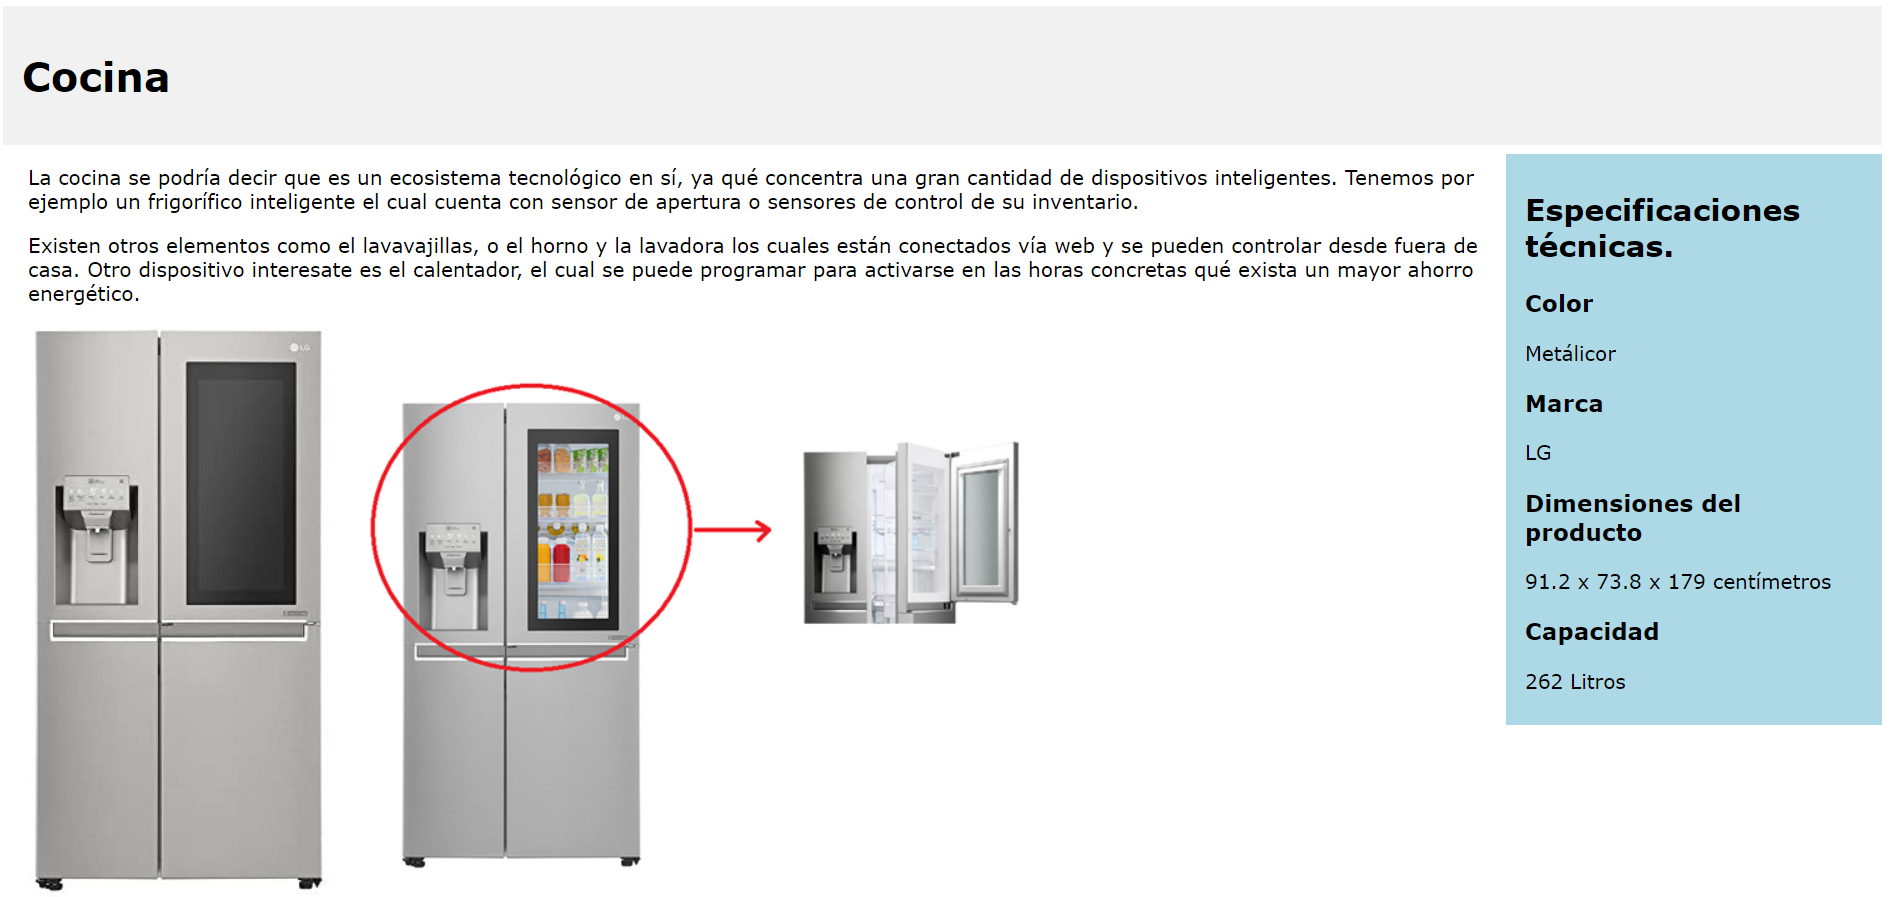 Cocina
La cocina se podría decir que es un ecosistema tecnológico en sí, ya qué concentra una gran cantidad de dispositivos inteligentes. Tenemos por
ejemplo un frigorífico inteligente el cual cuenta con sensor de apertura o sensores de control de su inventario.
Existen otros elementos como el lavavajillas, o el horno y la lavadora los cuales están conectados vía web y se pueden controlar desde fuera de
casa. Otro dispositivo interesate es el calentador, el cual se puede programar para activarse en las horas concretas qué exista un mayor ahorro
energético.
LG
Especificaciones
técnicas.
Color
Metálicor
Marca
LG
Dimensiones del
producto
91.2 x 73.8 x 179 centímetros
Capacidad
262 Litros